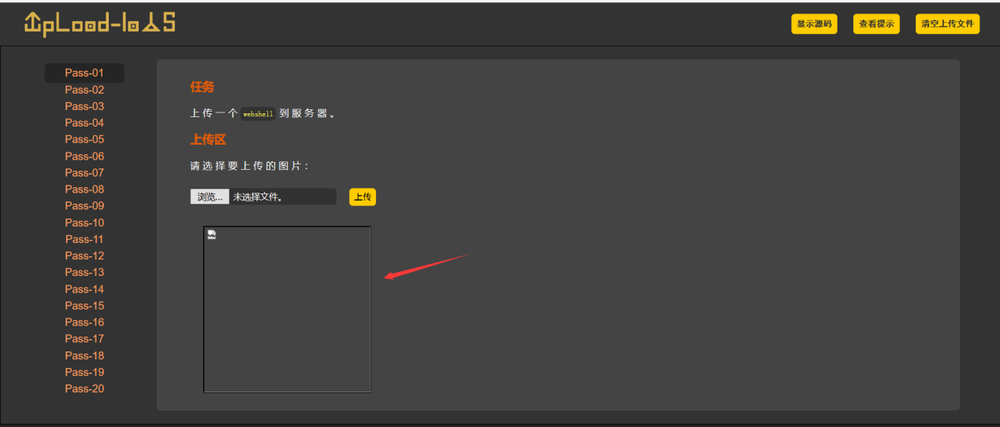 UpLoad-labs
显示源码 查看提示 清空上传文件
Pass-01
Pass-02
Pass-03
Pass-04
Pass-05
Pass-06
Pass-07
Pass-08
Pass-09
Pass-10
Pass-11
Pass-12
Pass-13
Pass-14
Pass-15
Pass-16
Pass-17
Pass-18
Pass-19
Pass-20
任务
上传一个 webshell 到服务器。
上传区
请选择要上传的图片：
浏览... 未选择文件。 上传